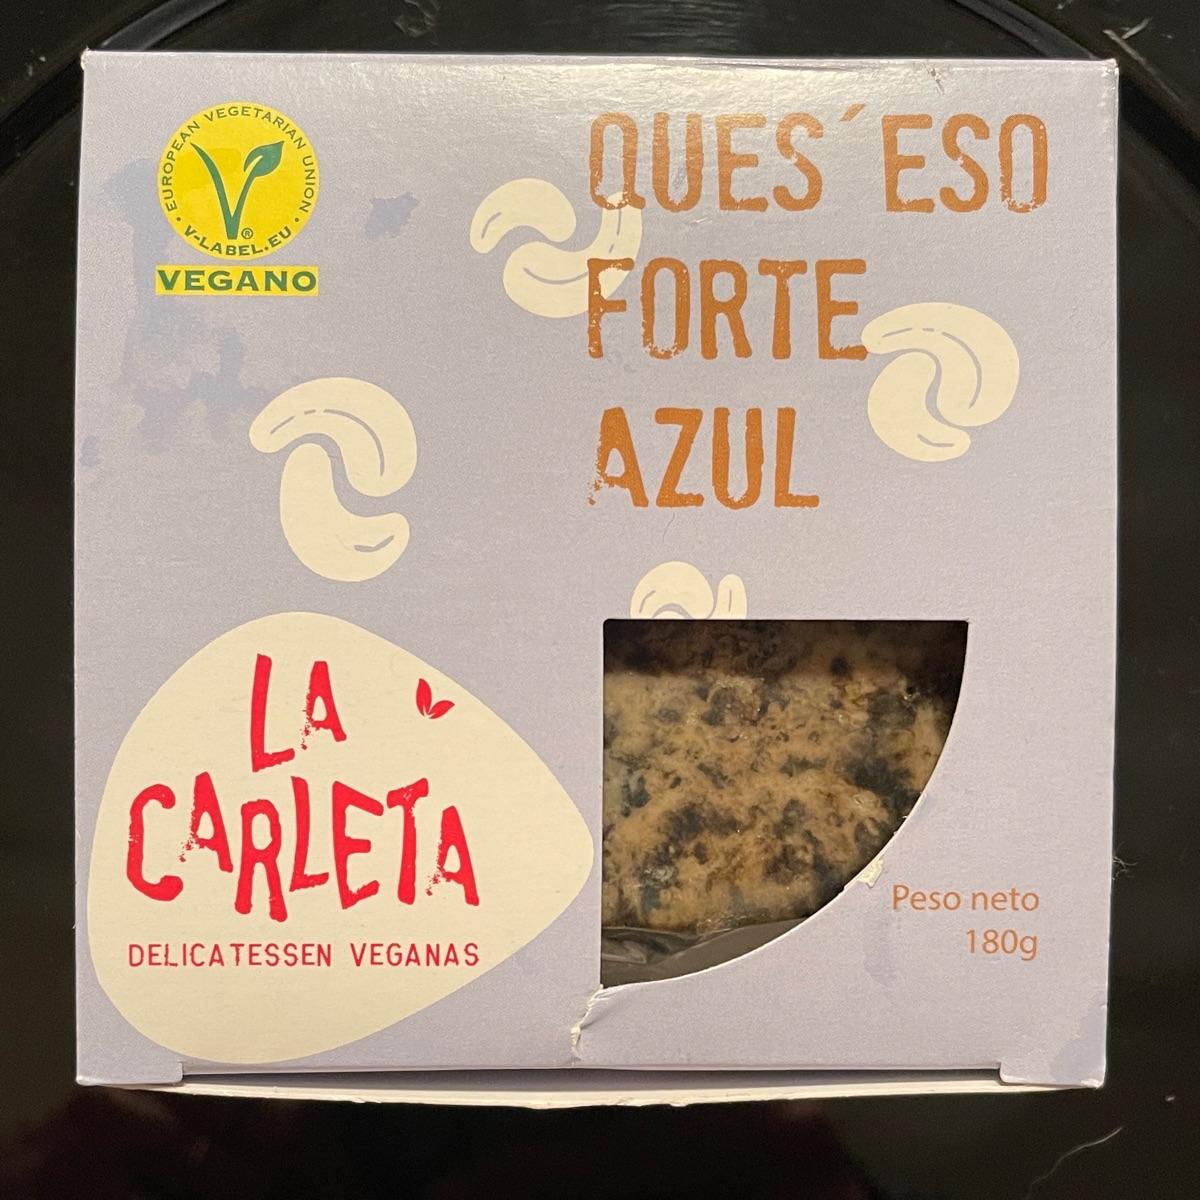 EUROPEAN VEGETARIAN UNION
V-LABEL.EU
®
VEGANO
QUES´ESO
FORTE
AZUL
LA
CARLETA
DELICATESSEN VEGANAS
Peso neto
180g